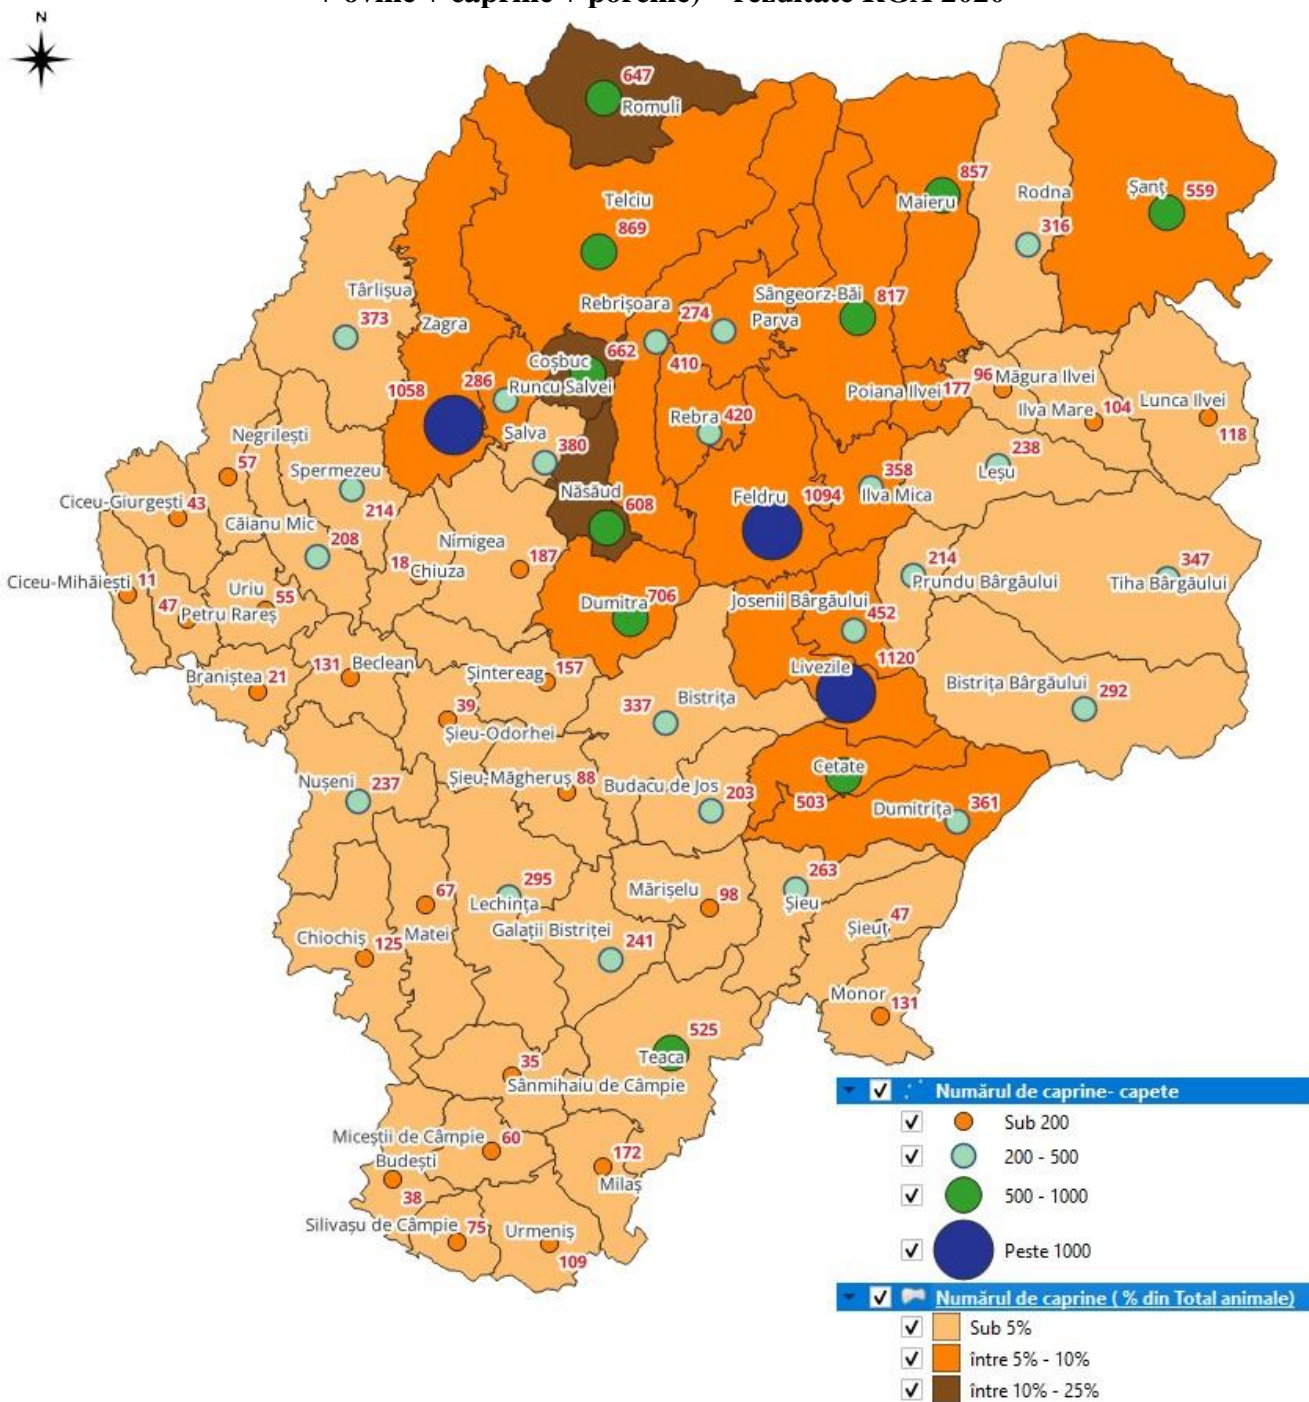 + ovine + caprine + porcine) – rezultate RGA 2020
N
647
Romuli
857
Rodna
Șanț
559
Maieru
Telciu
316
869
Târlișua
Rebrișoara
274
Sângeorz-Băi
817
Parva
373
Zagra
Coșbuc
662
410
1058
286
Runcu Salvei
Poiana Ilvei
177
96
Măgura Ilvei
Ilva Mare
104
Lunca Ilvei
118
Negrilești
Salva
380
Rebra
420
57
Spermezeu
238
Leșu
358
Ilva Mica
Ciceu-Giurgești
43
214
Năsăud
608
Feldru
1094
Căianu Mic
208
Nimigea
187
18
Chiuza
Ciceu-Mihăiești
11
Uriu
55
47
Petru Rareș
214
Prundu Bârgăului
347
Tiha Bârgăului
Dumitra
706
Josenii Bârgăului
452
Livezile
1120
Braniștea
21
131
Beclean
Șintereag
157
Bistrița Bârgăului
292
39
Șieu-Odorhei
337
Bistrița
Nușeni
237
Șieu-Măgheruș
88
Budacu de Jos
203
Cetate
503
Dumitrița
361
67
Matei
295
Lechința
Mărișelu
98
263
Șieu
Chiochiș
125
Galații Bistriței
241
47
Șieuț
Monor
131
525
Teaca
35
Sânmihaiu de Câmpie
Miceștii de Câmpie
60
Budești
38
172
Milaș
Silivașu de Câmpie
75
Urmeniș
109
Numărul de caprine- capete
Sub 200
200 - 500
500 - 1000
Peste 1000
Numărul de caprine ( % din Total animale)
Sub 5%
între 5% - 10%
între 10% - 25%